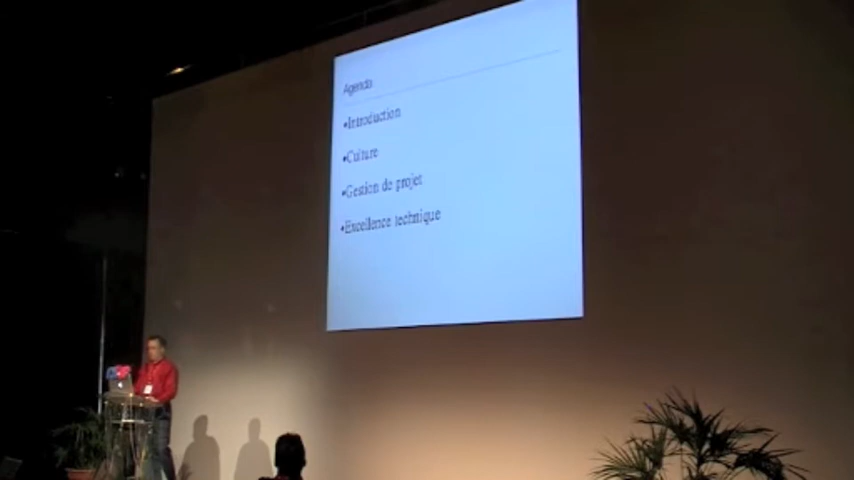 Agenda
•Introduction
•Culture
•Gestion de projet
•Excellence technique